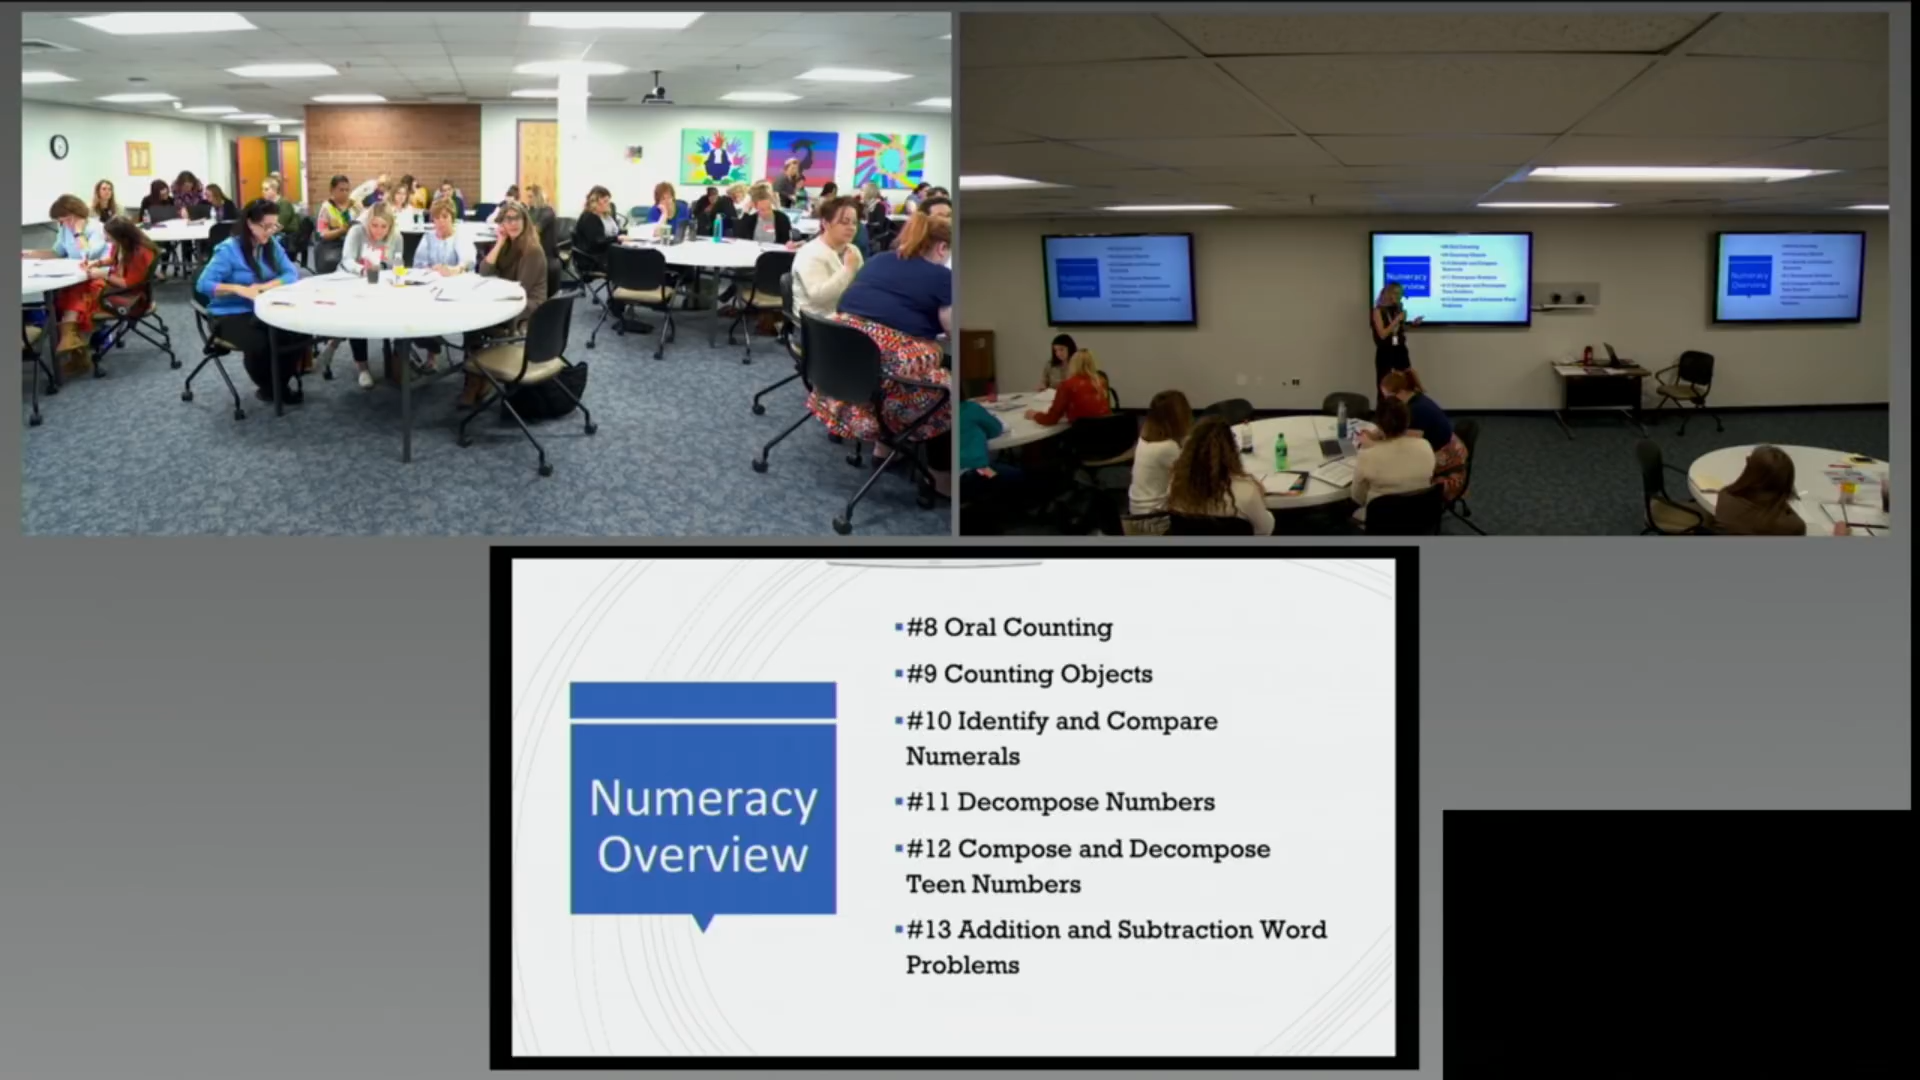 Numeracy
Overview
#8 Oral Counting
#9 Counting Objects
#10 Identify and Compare
Numerals
#11 Decompose Numbers
#12 Compose and Decompose
Teen Numbers
#13 Addition and Subtraction Word
Problems